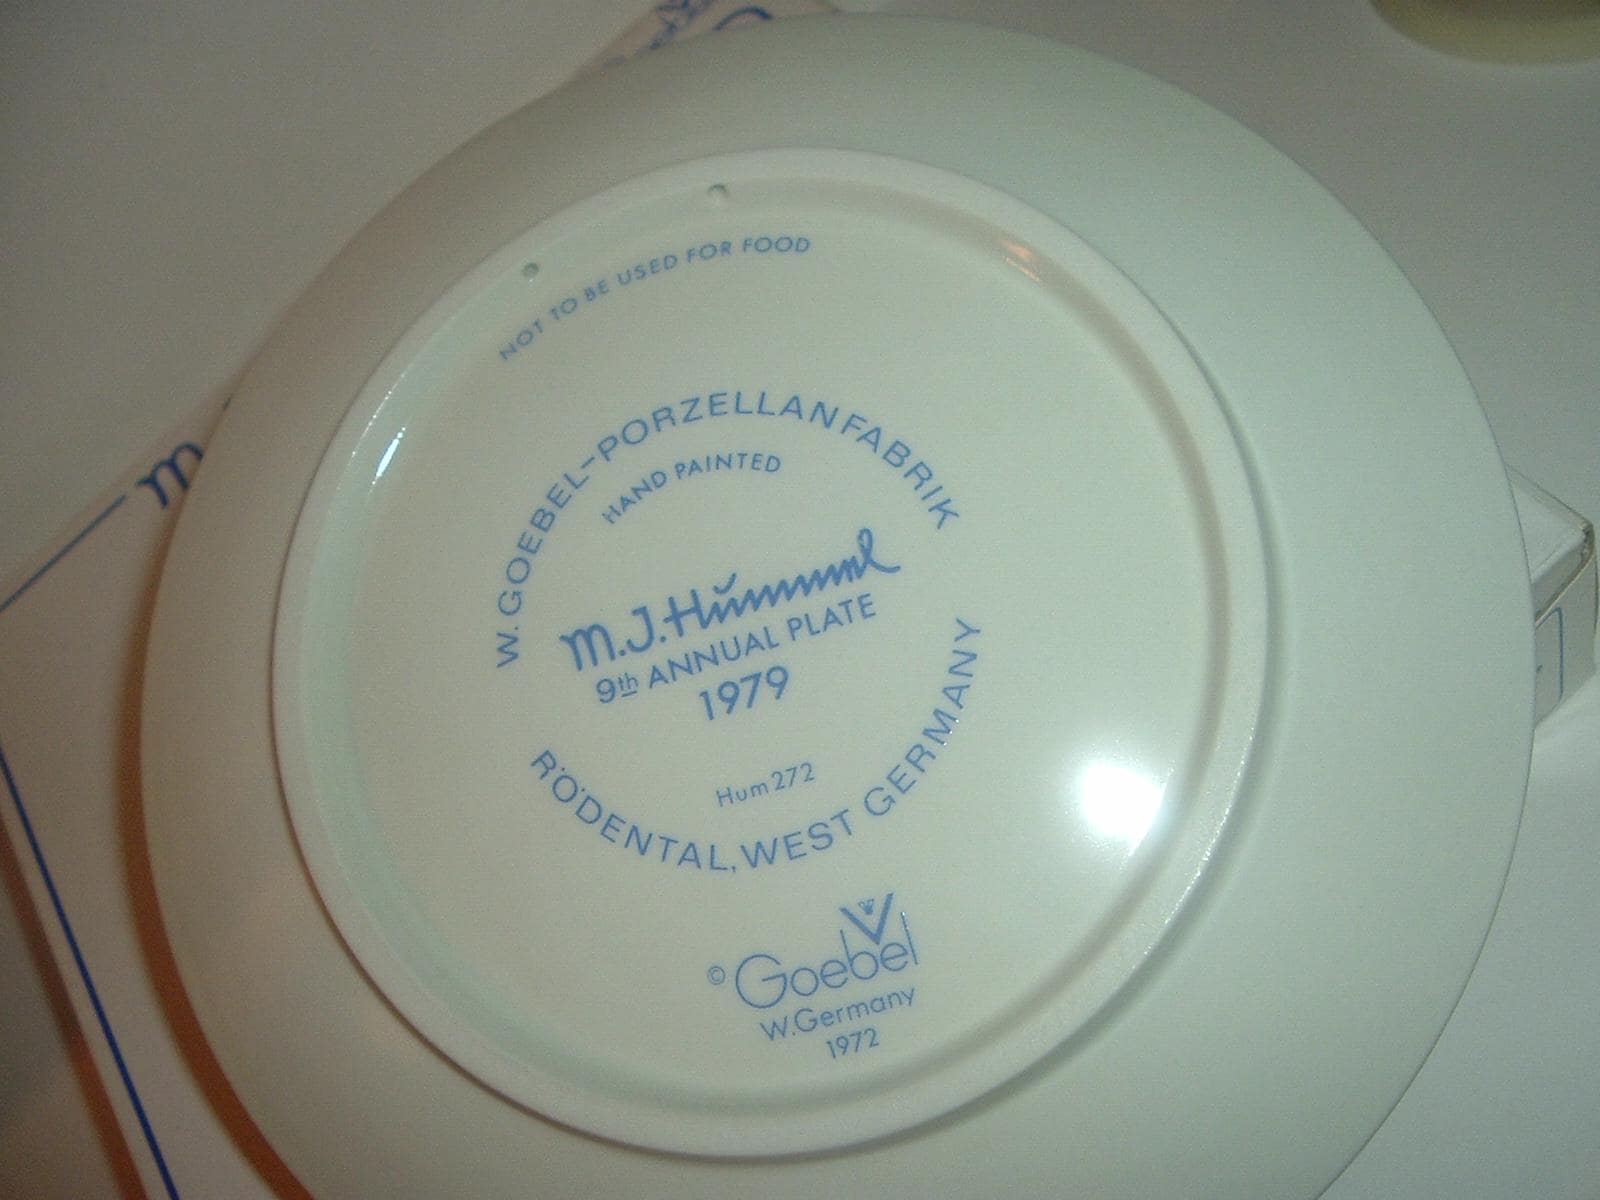 NOT TO BE USED FOR FOOD
W. GOEBEL-PORZELLANFABRIK
HAND PAINTED
M.J.Hummel
9th ANNUAL PLATE
1979
Hum 272
RÖDENTAL, WEST GERMANY
© Goebel
W.Germany
1972
m